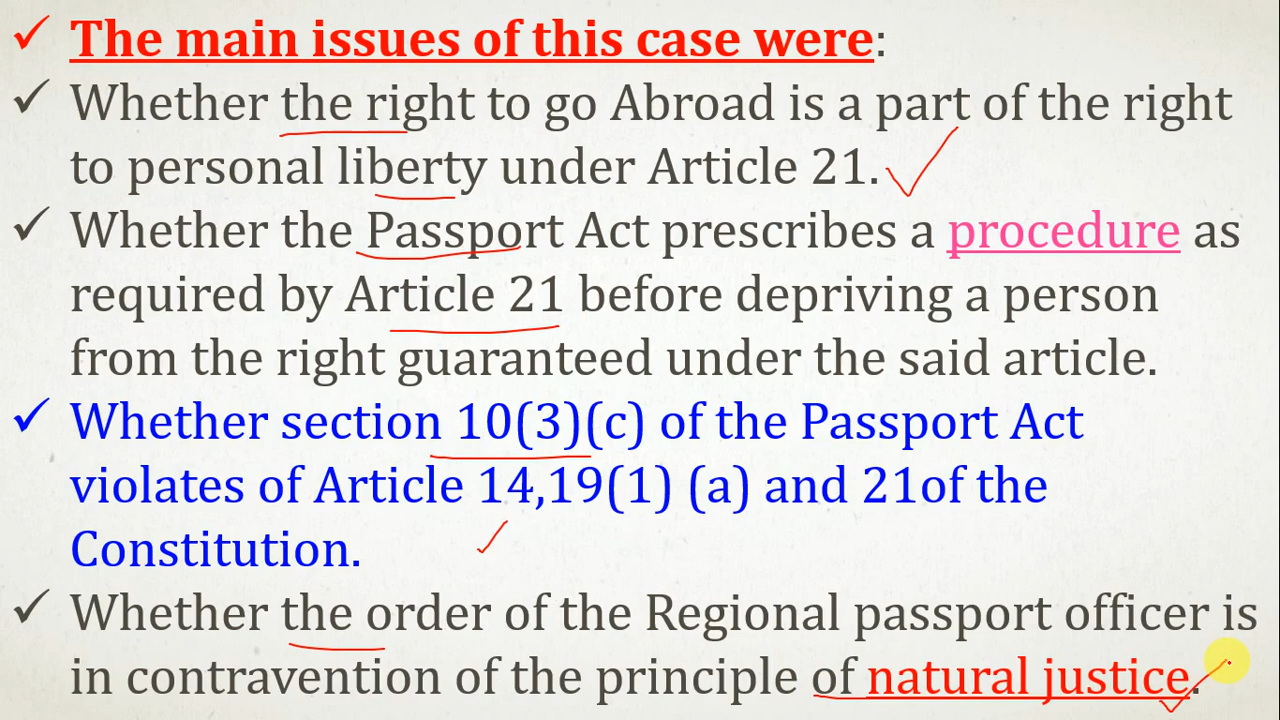 ✓ The main issues of this case were:
✓ Whether the right to go Abroad is a part of the right
to personal liberty under Article 21.
✓ Whether the Passport Act prescribes a procedure as
required by Article 21 before depriving a person
from the right guaranteed under the said article.
✓ Whether section 10(3)(c) of the Passport Act
violates of Article 14,19(1) (a) and 21of the
Constitution.
✓ Whether the order of the Regional passport officer is
in contravention of the principle of natural justice.